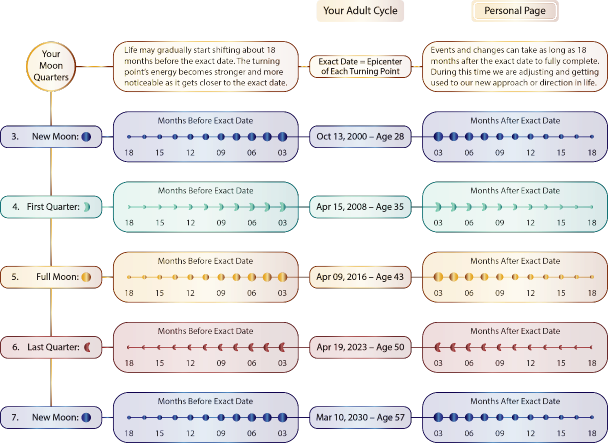 Your Adult Cycle
Personal Page
Your
Moon
Quarters
Life may gradually start shifting about 18
months before the exact date. The turning
point's energy becomes stronger and more
noticeable as it gets closer to the exact date.
Exact Date = Epicenter
of Each Turning Point
Events and changes can take as long as 18
months after the exact date to fully complete.
During this time we are adjusting and getting
used to our new approach or direction in life.
3. New Moon:
Months Before Exact Date
18 15 12 09 06 03
Oct 13, 2000 – Age 28
Months After Exact Date
03 06 09 12 15 18
4. First Quarter:
Months Before Exact Date
18 15 12 09 06 03
Apr 15, 2008 – Age 35
Months After Exact Date
03 06 09 12 15 18
5. Full Moon:
Months Before Exact Date
18 15 12 09 06 03
Apr 09, 2016 – Age 43
Months After Exact Date
03 06 09 12 15 18
6. Last Quarter:
Months Before Exact Date
18 15 12 09 06 03
Apr 19, 2023 – Age 50
Months After Exact Date
03 06 09 12 15 18
7. New Moon:
Months Before Exact Date
18 15 12 09 06 03
Mar 10, 2030 – Age 57
Months After Exact Date
03 06 09 12 15 18